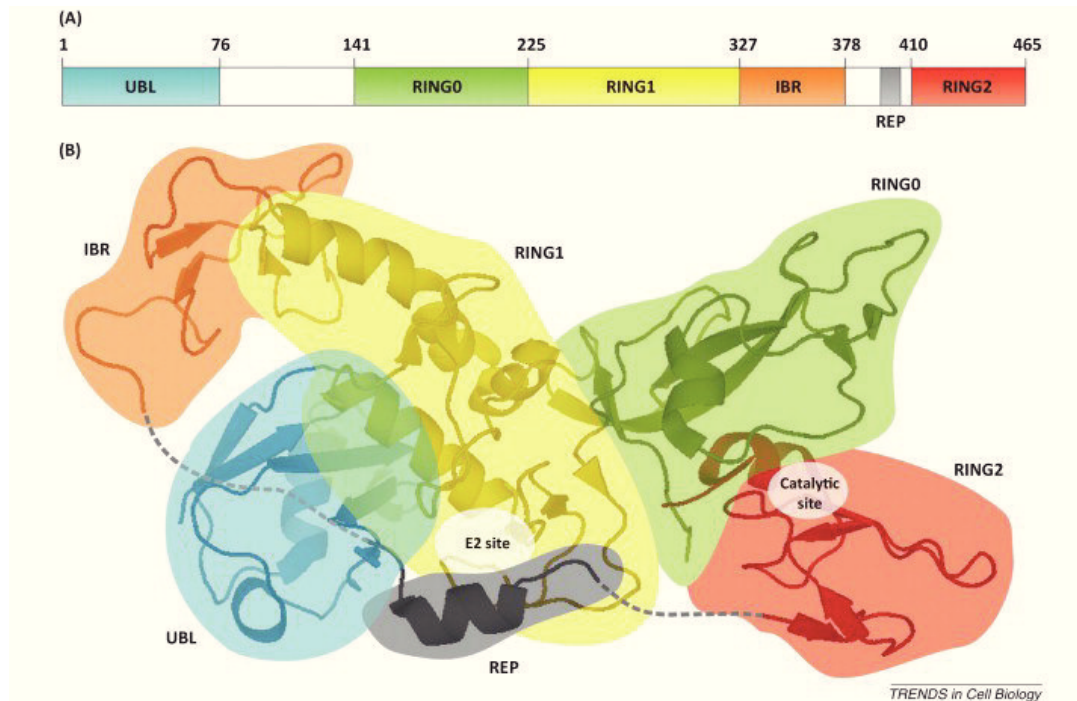 (A)
1 76 141 225 327 378 410 465
UBL RING0 RING1 IBR RING2
REP
(B)
RING0
IBR RING1
RING2
Catalytic
site
E2 site
UBL
REP
TRENDS in Cell Biology